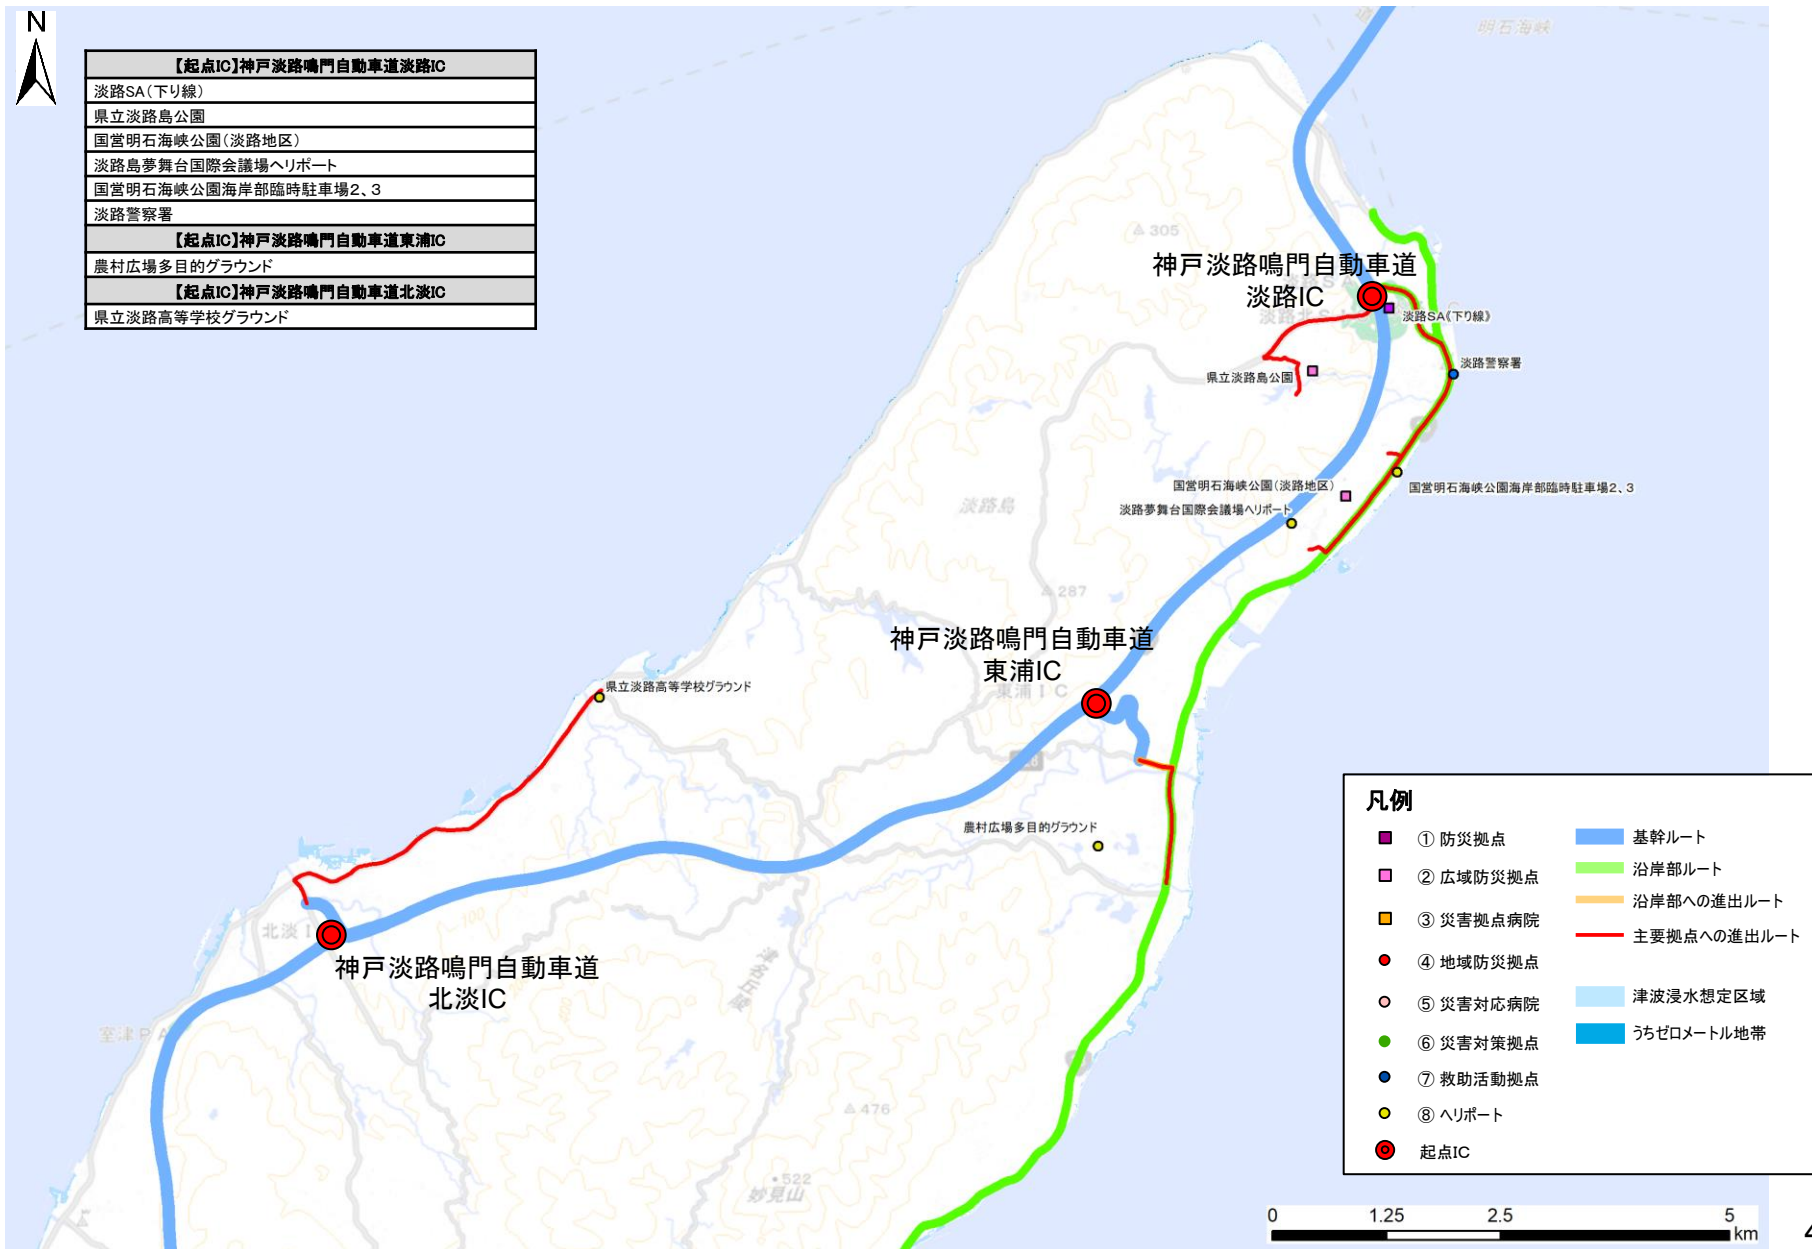 N
【起点IC】神戸淡路鳴門自動車道淡路IC
淡路SA(下り線)
県立淡路島公園
国営明石海峡公園(淡路地区)
淡路島夢舞台国際会議場ヘリポート
国営明石海峡公園海岸部臨時駐車場2、3
淡路警察署
【起点IC】神戸淡路鳴門自動車道東浦IC
農村広場多目的グラウンド
【起点IC】神戸淡路鳴門自動車道北淡IC
県立淡路高等学校グラウンド
明石海峡
道
305
神戸淡路鳴門自動車道
淡路IC
淡路SA《下り線》
淡路警察署
県立淡路島公園
国営明石海峡公園(淡路地区)
国営明石海峡公園海岸部臨時駐車場2、3
淡路島
淡路夢舞台国際会議場ヘリポート
287
神戸淡路鳴門自動車道
東浦IC
東浦IC
県立淡路高等学校グラウンド
農村広場多目的グラウンド
100
北淡I
神戸淡路鳴門自動車道
北淡IC
室津PA
476
522
妙見山
凡例
① 防災拠点
② 広域防災拠点
③ 災害拠点病院
④ 地域防災拠点
⑤ 災害対応病院
⑥ 災害対策拠点
⑦ 救助活動拠点
⑧ ヘリポート
起点IC
基幹ルート
沿岸部ルート
沿岸部への進出ルート
主要拠点への進出ルート
津波浸水想定区域
うちゼロメートル地帯
0 1.25 2.5 5
km